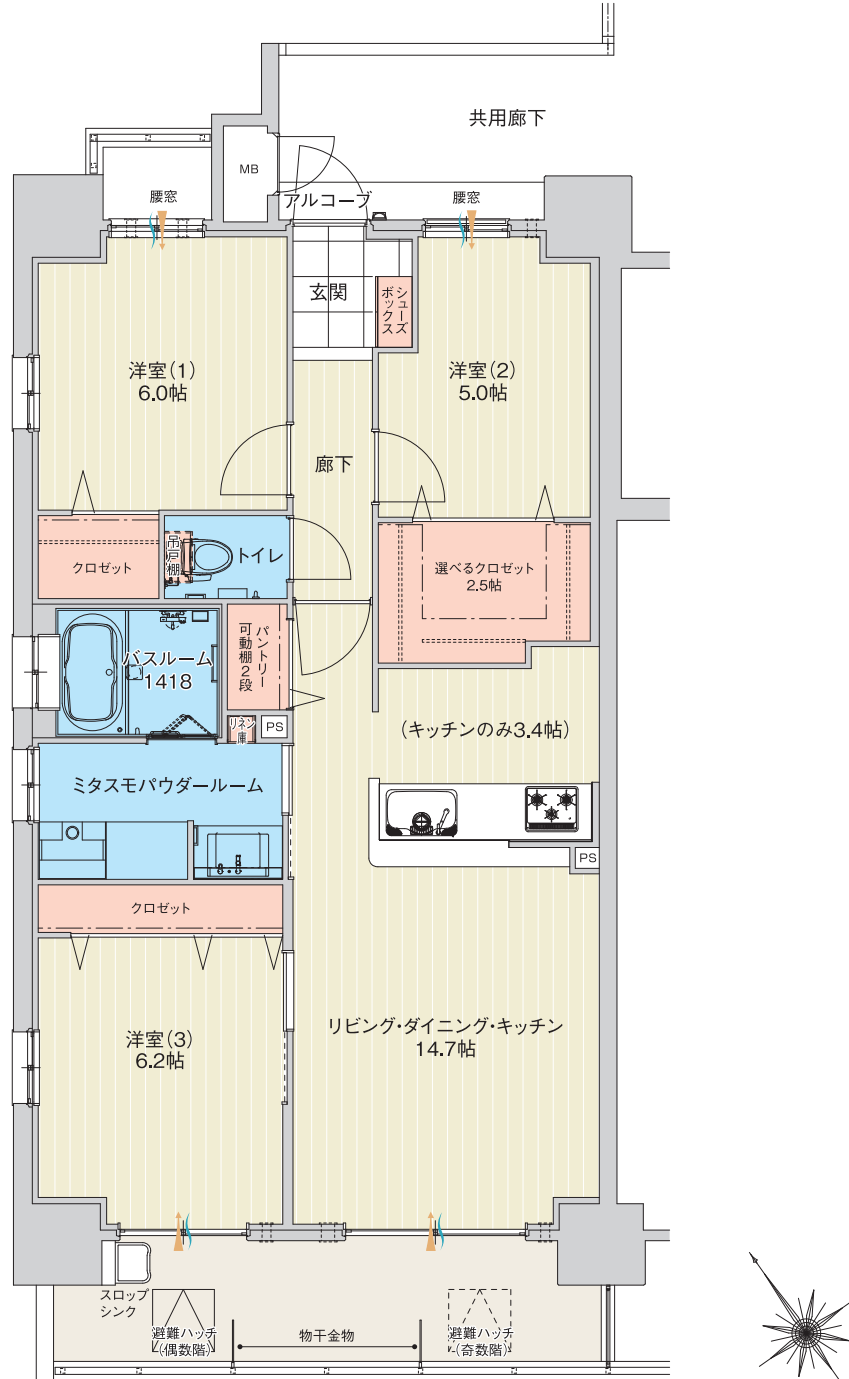 共用廊下
MB
腰窓
アルコーブ
腰窓
玄関
シューズ
ボックス
洋室(1)
6.0帖
洋室(2)
5.0帖
廊下
クロゼット
吊戸棚
トイレ
選べるクロゼット
2.5帖
バスルーム
1418
パントリー
可動棚2段
リネン
庫
PS
(キッチンのみ3.4帖)
ミタスモパウダールーム
PS
クロゼット
洋室(3)
6.2帖
リビング・ダイニング・キッチン
14.7帖
スロップ
シンク
避難ハッチ
(偶数階)
物干金物
避難ハッチ
(奇数階)